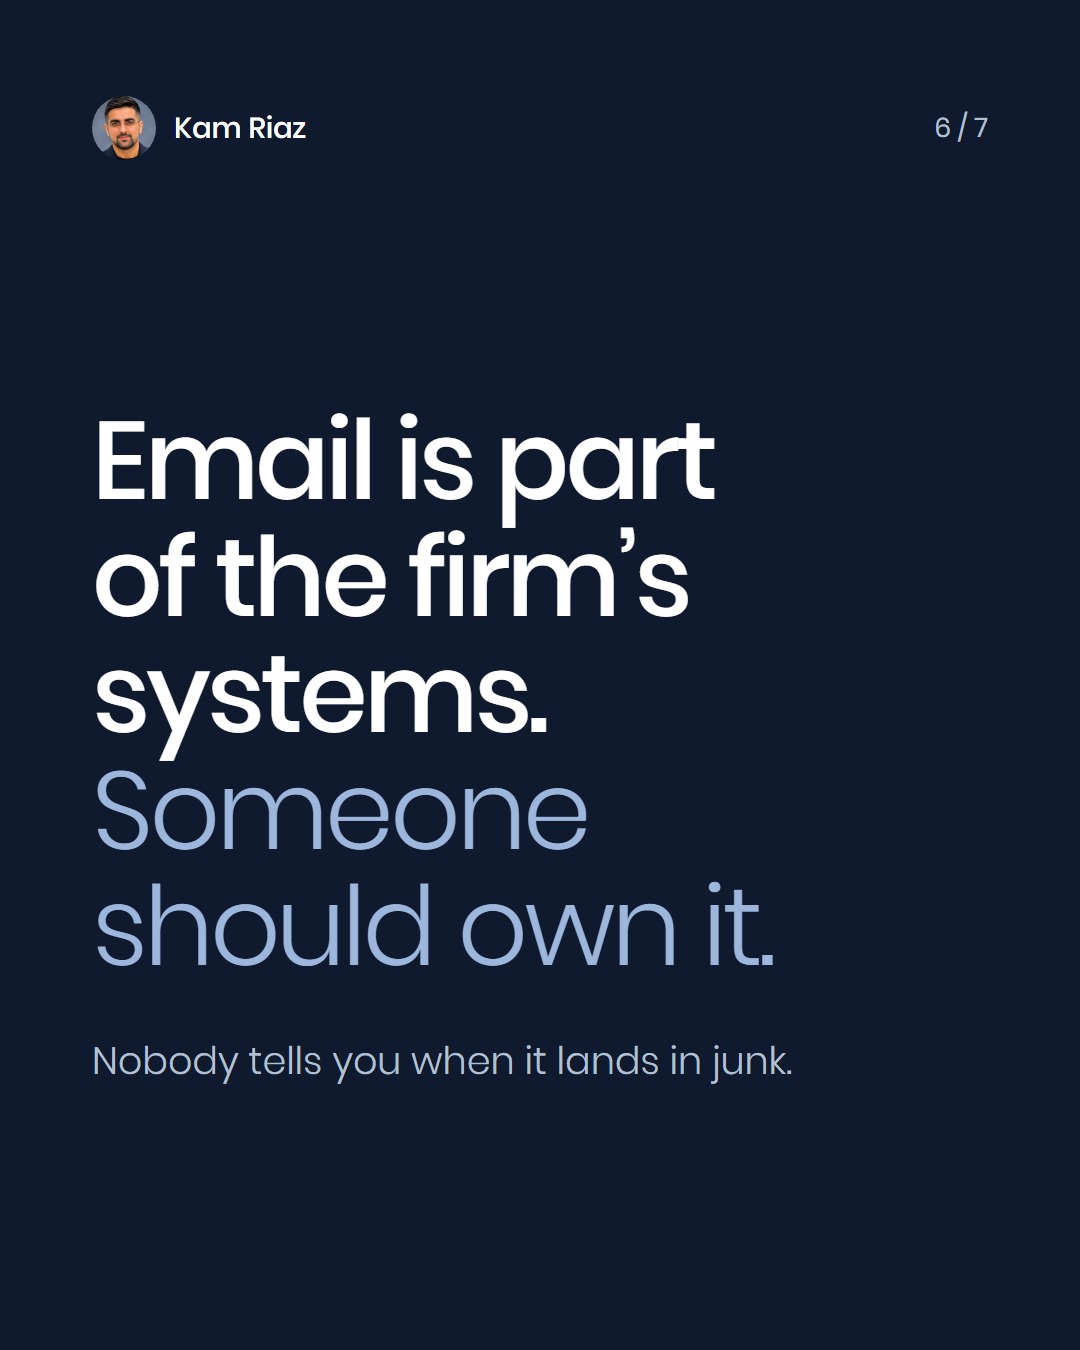 Kam Riaz
6 / 7
Email is part
of the firm’s
systems.
Someone
should own it.
Nobody tells you when it lands in junk.